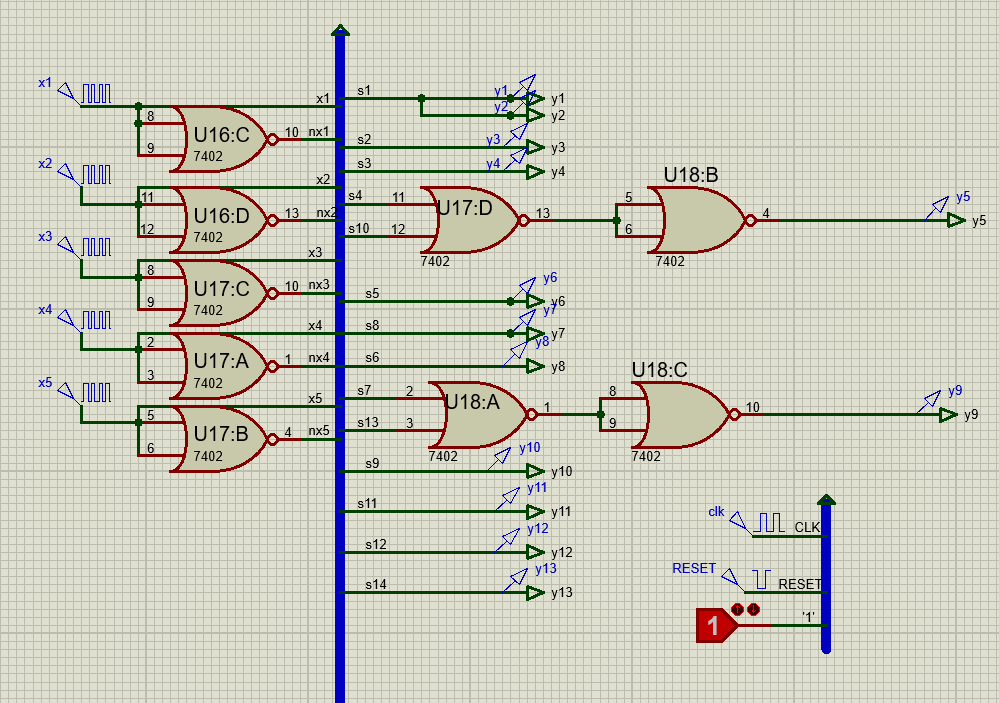 x1
8
9
U16:C
7402
10
nx1
x1
x2
11
12
U16:D
7402
13
nx2
x2
x3
8
9
U17:C
7402
10
nx3
x3
x4
2
3
U17:A
7402
1
nx4
x4
x5
5
6
U17:B
7402
4
nx5
x5
s1
y1
y1
y2
y2
s2
y3
y3
s3
y4
y4
s4
11
s10
12
U17:D
7402
13
U18:B
5
6
7402
4
y5
y5
s5
y6
y6
s8
y7
y7
s6
y8
y8
s7
2
s13
3
U18:A
7402
1
U18:C
8
9
7402
10
y9
y9
s9
y10
y10
s11
y11
y11
s12
y12
y12
s14
y13
y13
clk
CLK
RESET
RESET
1
'1'